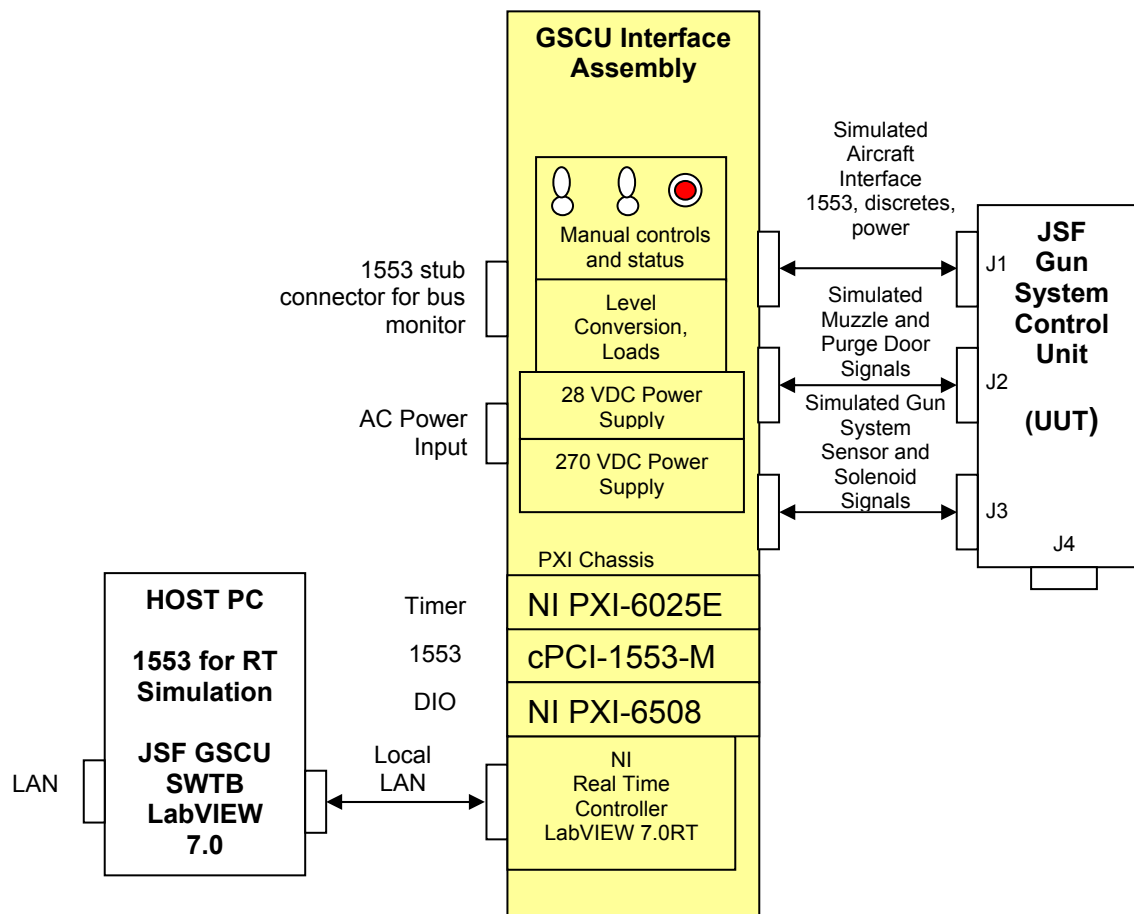 GSCU Interface
Assembly
Manual controls
and status
Level
Conversion,
Loads
28 VDC Power
Supply
270 VDC Power
Supply
PXI Chassis
NI PXI-6025E
cPCI-1553-M
NI PXI-6508
NI
Real Time
Controller
LabVIEW 7.0RT
1553 stub
connector for bus
monitor
AC Power
Input
Timer
1553
DIO
Local
LAN
LAN
HOST PC
1553 for RT
Simulation
JSF GSCU
SWTB
LabVIEW
7.0
Simulated
Aircraft
Interface
1553, discretes,
power
Simulated
Muzzle and
Purge Door
Signals
Simulated Gun
System
Sensor and
Solenoid
Signals
JSF
Gun
System
Control
Unit
(UUT)
J1
J2
J3
J4